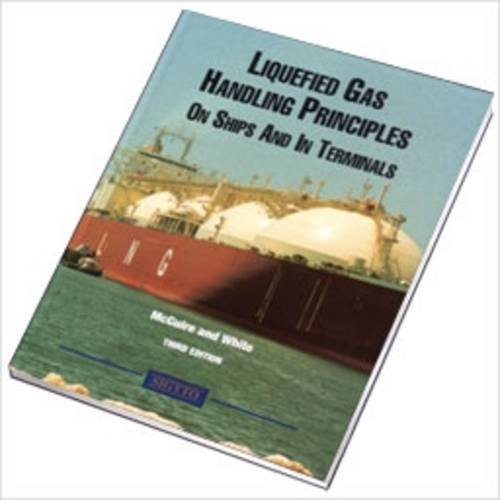 LIQUEFIED GAS
HANDLING PRINCIPLES
ON SHIPS AND IN TERMINALS
L N G
McGuire and White
THIRD EDITION
SIGTTO